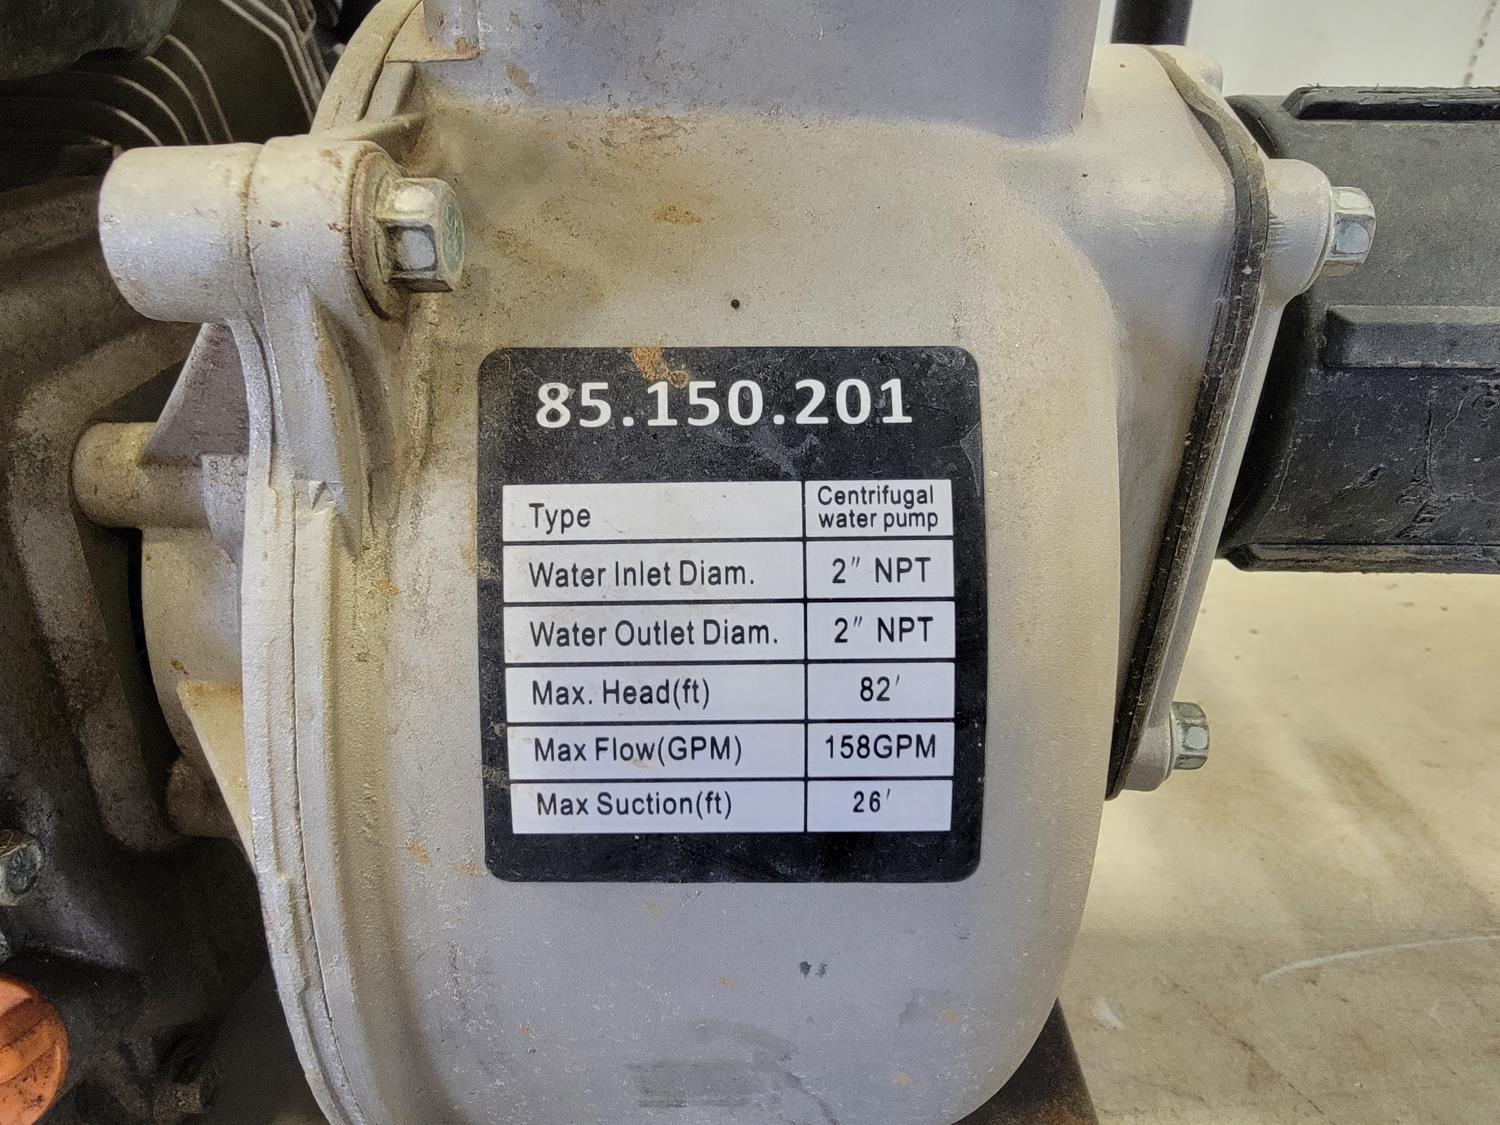 85.150.201
Type
Centrifugal
water pump
Water Inlet Diam. 2" NPT
Water Outlet Diam. 2" NPT
Max. Head(ft) 82'
Max Flow(GPM) 158GPM
Max Suction(ft) 26'